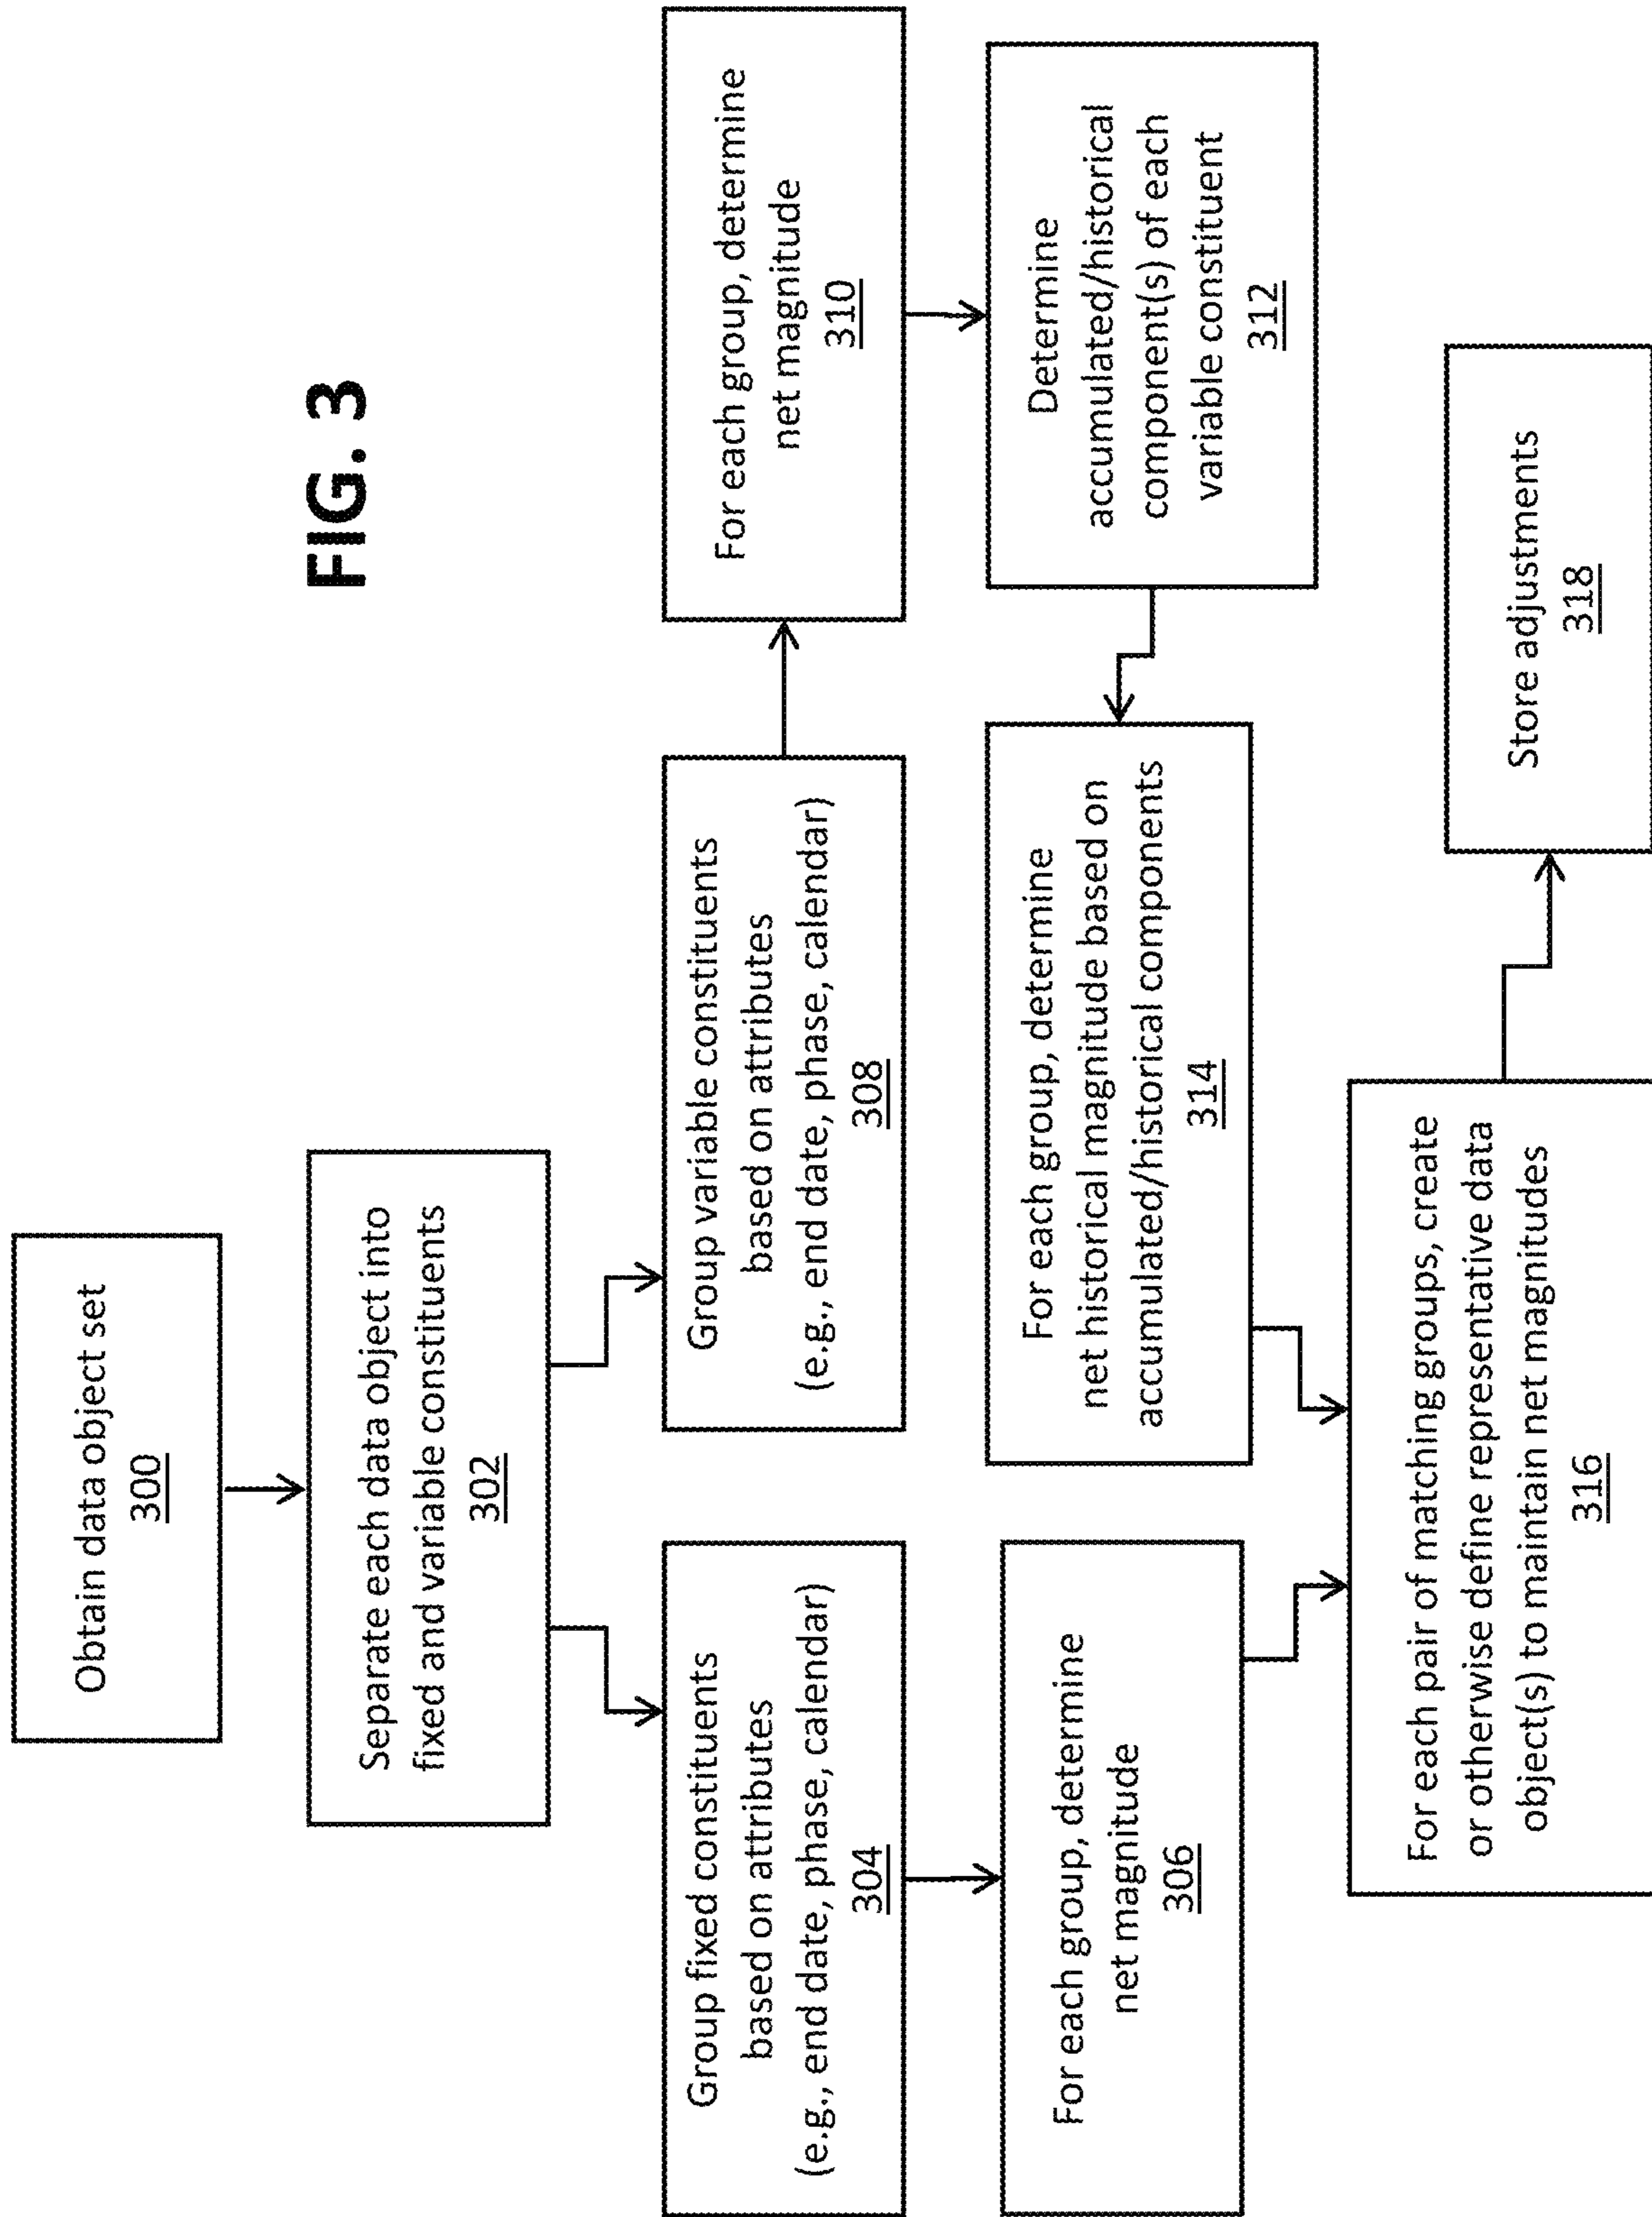 FIG. 3
Obtain data object set
300
Separate each data object into
fixed and variable constituents
302
Group fixed constituents
based on attributes
(e.g., end date, phase, calendar)
304
For each group, determine
net magnitude
306
Group variable constituents
based on attributes
(e.g., end date, phase, calendar)
308
For each group, determine
net magnitude
310
Determine
accumulated/historical
component(s) of each
variable constituent
312
For each group, determine
net historical magnitude based on
accumulated/historical components
314
For each pair of matching groups, create
or otherwise define representative data
object(s) to maintain net magnitudes
316
Store adjustments
318